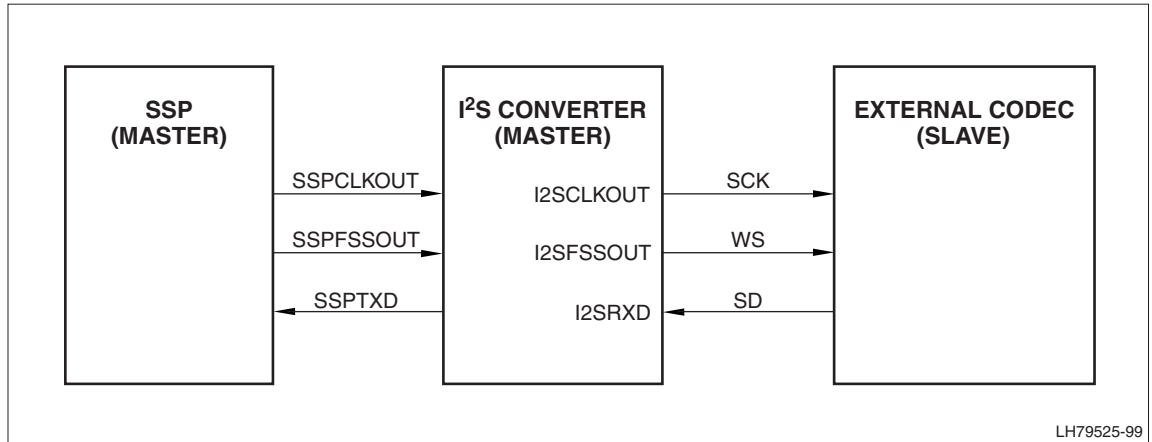 SSP
(MASTER)
I²S CONVERTER
(MASTER)
EXTERNAL CODEC
(SLAVE)
SSPCLKOUT
I2SCLKOUT
SCK
SSPFSSOUT
I2SFSSOUT
WS
SSPTXD
I2SRXD
SD
LH79525-99